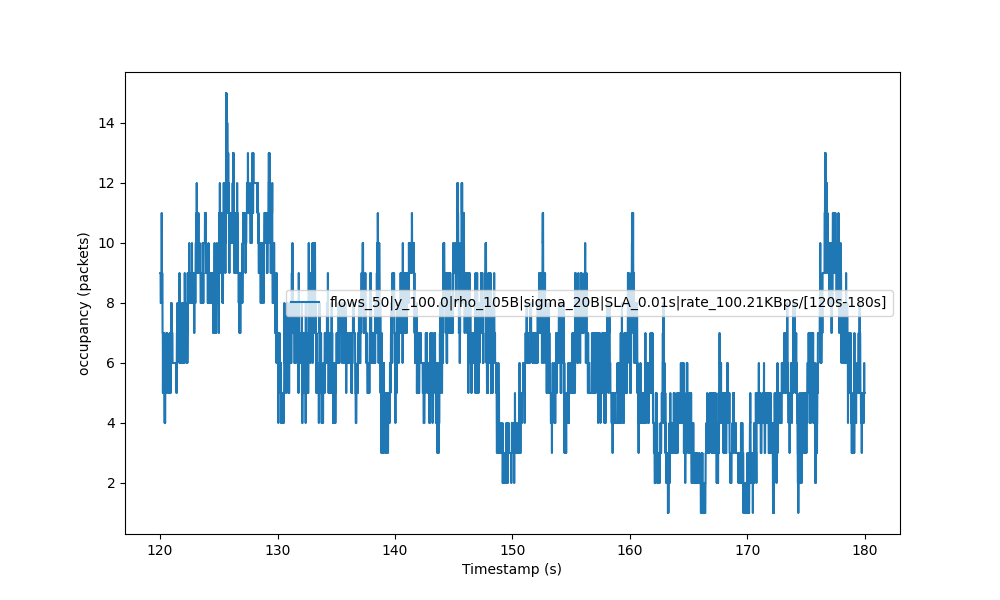 14
12
10
8
6
4
2
occupancy (packets)
flows_50|y_100.0|rho_105B|sigma_20B|SLA_0.01s|rate_100.21KBps/[120s-180s]
120 130 140 150 160 170 180
Timestamp (s)